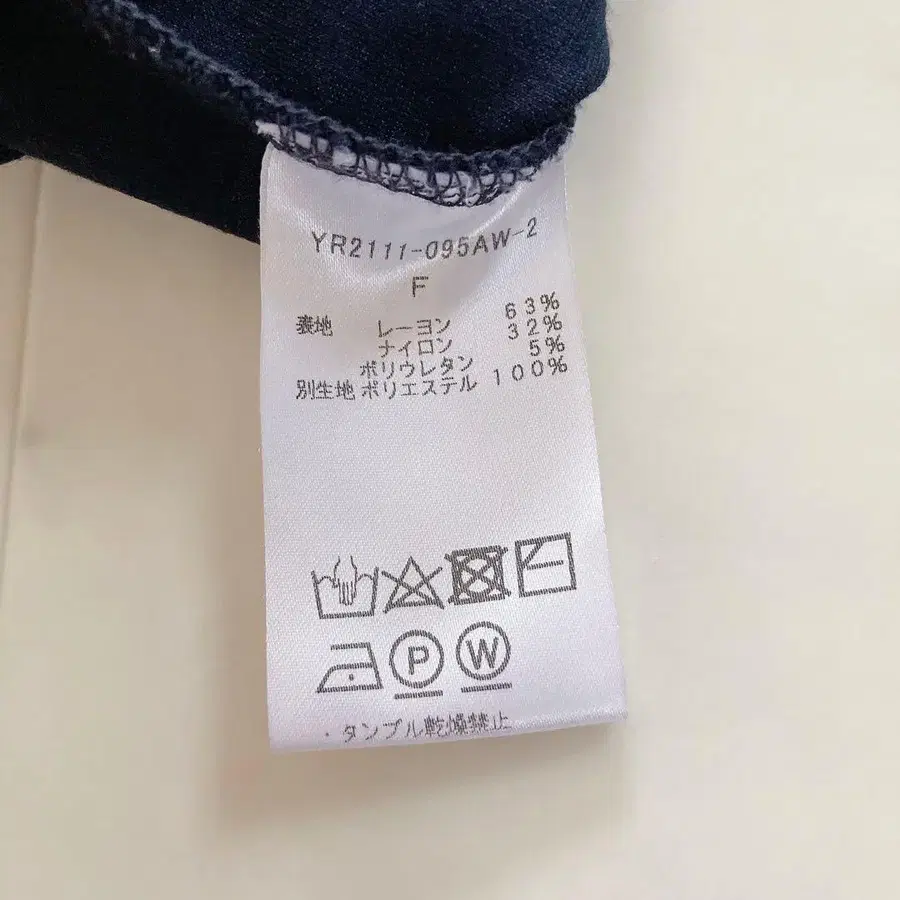 YR2111-095AW-2
F
表地 レーヨン 63%
ナイロン 32%
ポリウレタン 5%
別生地 ポリエステル 100%
P W
・タンブル乾燥禁止